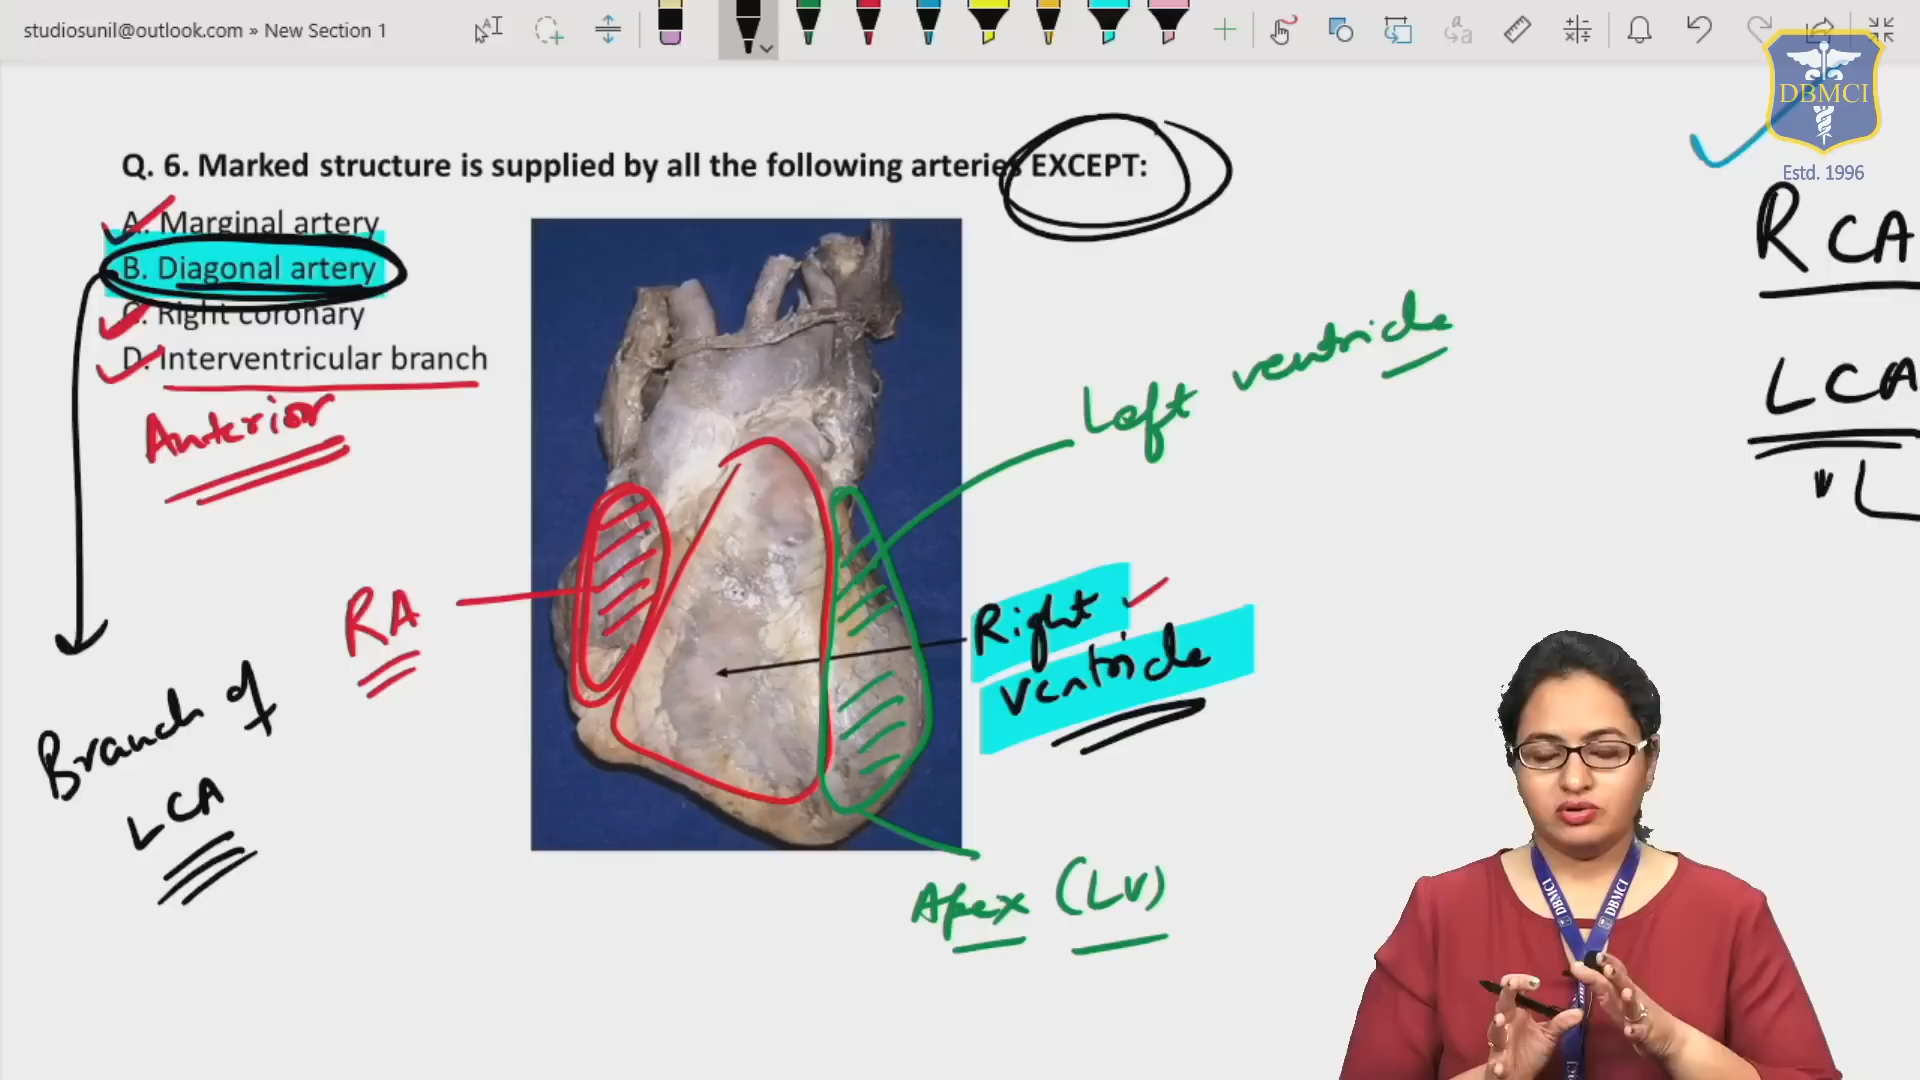 studiosunil@outlook.com » New Section 1
DBMCI
Estd. 1996
Q. 6. Marked structure is supplied by all the following arteries EXCEPT:
A. Marginal artery
B. Diagonal artery
C. Right coronary
D. Interventricular branch
Anterior
RCA
LCA
Left ventricle
RA
Right
ventricle
Branch of
LCA
Apex (LV)
DBMCI
DBMCI